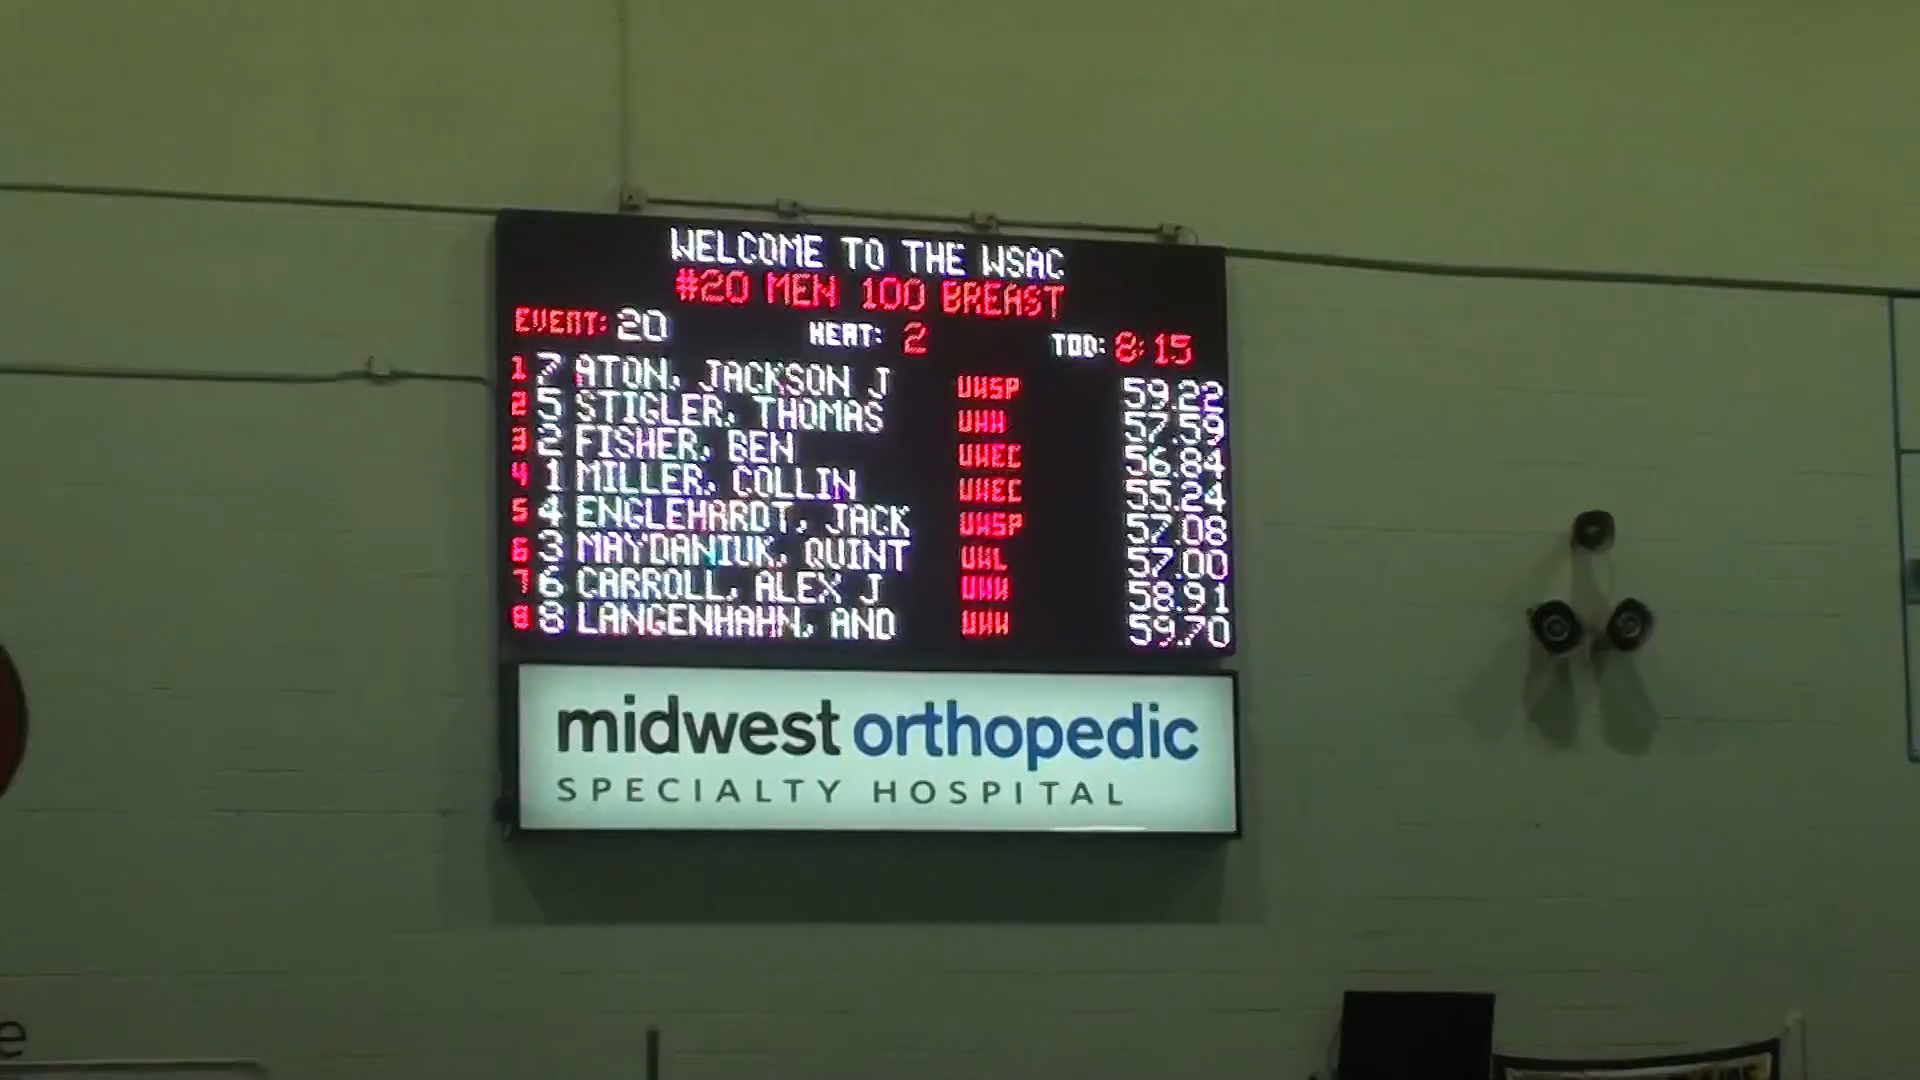 WELCOME TO THE WSAC
#20 MEN 100 BREAST
EVENT: 20 HEAT: 2 TOD: 8:15
1 7 ATON, JACKSON J UWSP 59.22
2 5 STIGLER, THOMAS UWW 57.59
3 2 FISHER, BEN UWEC 56.84
4 1 MILLER, COLLIN UWEC 55.24
5 4 ENGLEHARDT, JACK UWSP 57.08
6 3 MAYDANIUK, QUINT UWL 57.00
7 6 CARROLL, ALEX J UWW 58.91
8 8 LANGENHAHN, AND UWW 59.70
midwest orthopedic
SPECIALTY HOSPITAL
e